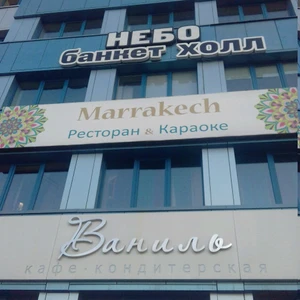 НЕБО
банкет холл
Marrakech
Ресторан & Караоке
Ваниль
кафе-кондитерская